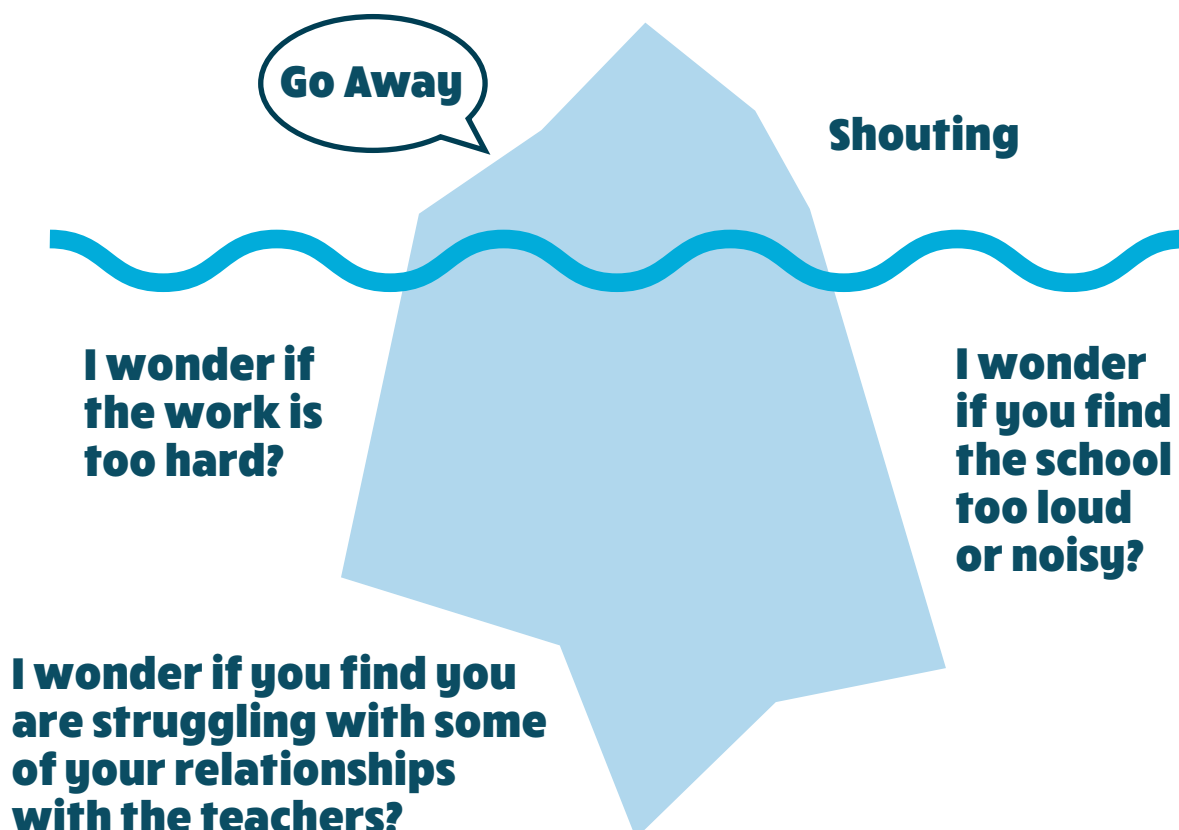 Go Away
Shouting
I wonder if
the work is
too hard?
I wonder
if you find
the school
too loud
or noisy?
I wonder if you find you
are struggling with some
of your relationships
with the teachers?